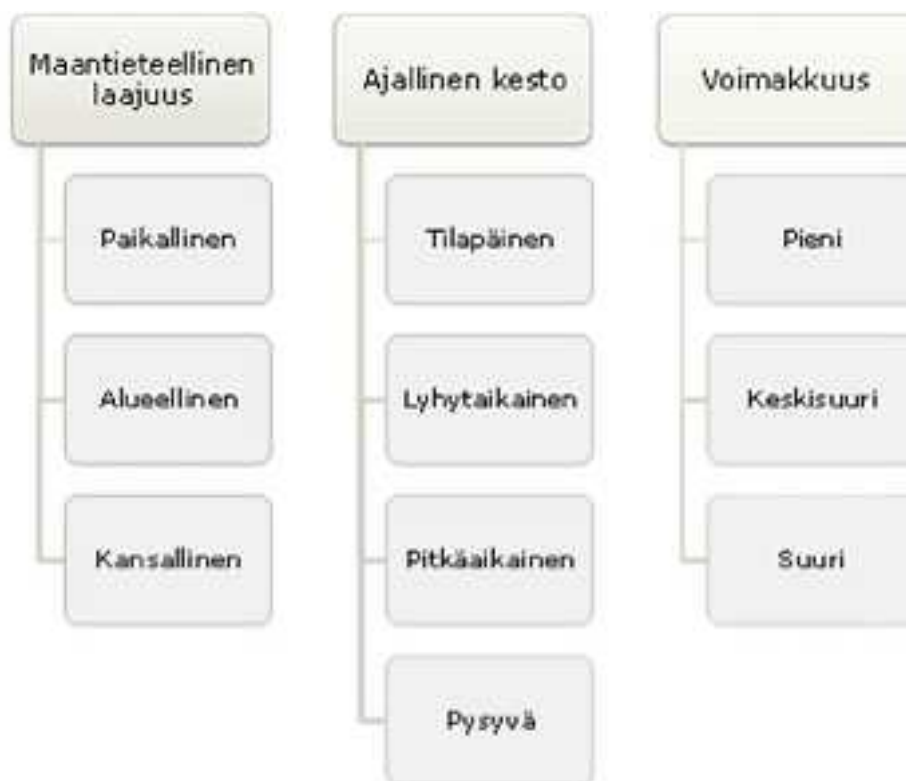 Maantieteellinen
laajuus
Paikallinen
Alueellinen
Kansallinen
Ajallinen kesto
Tilapäinen
Lyhytaikainen
Pitkäaikainen
Pysyvä
Voimakkuus
Pieni
Keskisuuri
Suuri